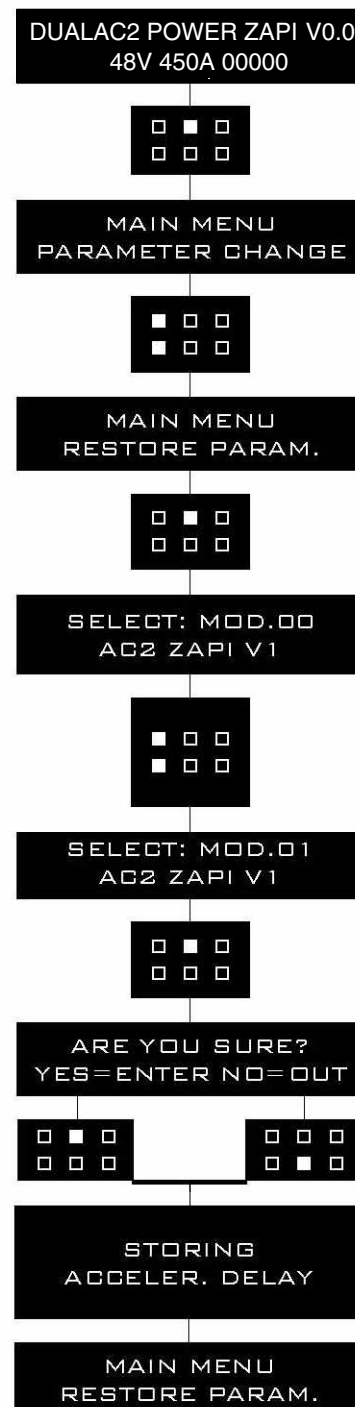 DUALAC2 POWER ZAPI V0.0
48V 450A 00000
MAIN MENU
PARAMETER CHANGE
MAIN MENU
RESTORE PARAM.
SELECT: MOD.00
AC2 ZAPI V1
SELECT: MOD.01
AC2 ZAPI V1
ARE YOU SURE?
YES=ENTER NO=OUT
STORING
ACCELER. DELAY
MAIN MENU
RESTORE PARAM.